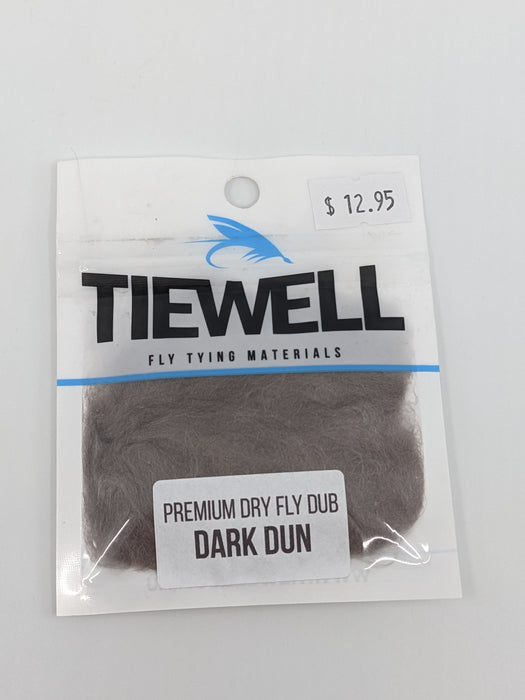 $ 12.95
TIEWELL
FLY TYING MATERIALS
PREMIUM DRY FLY DUB
DARK DUN